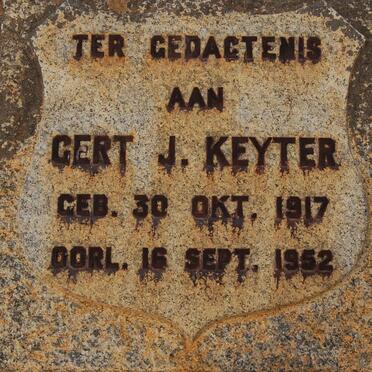 TER GEDACTENIS
AAN
GERT J. KEYTER
GEB. 30 OKT. 1917
OORL. 16 SEPT. 1952